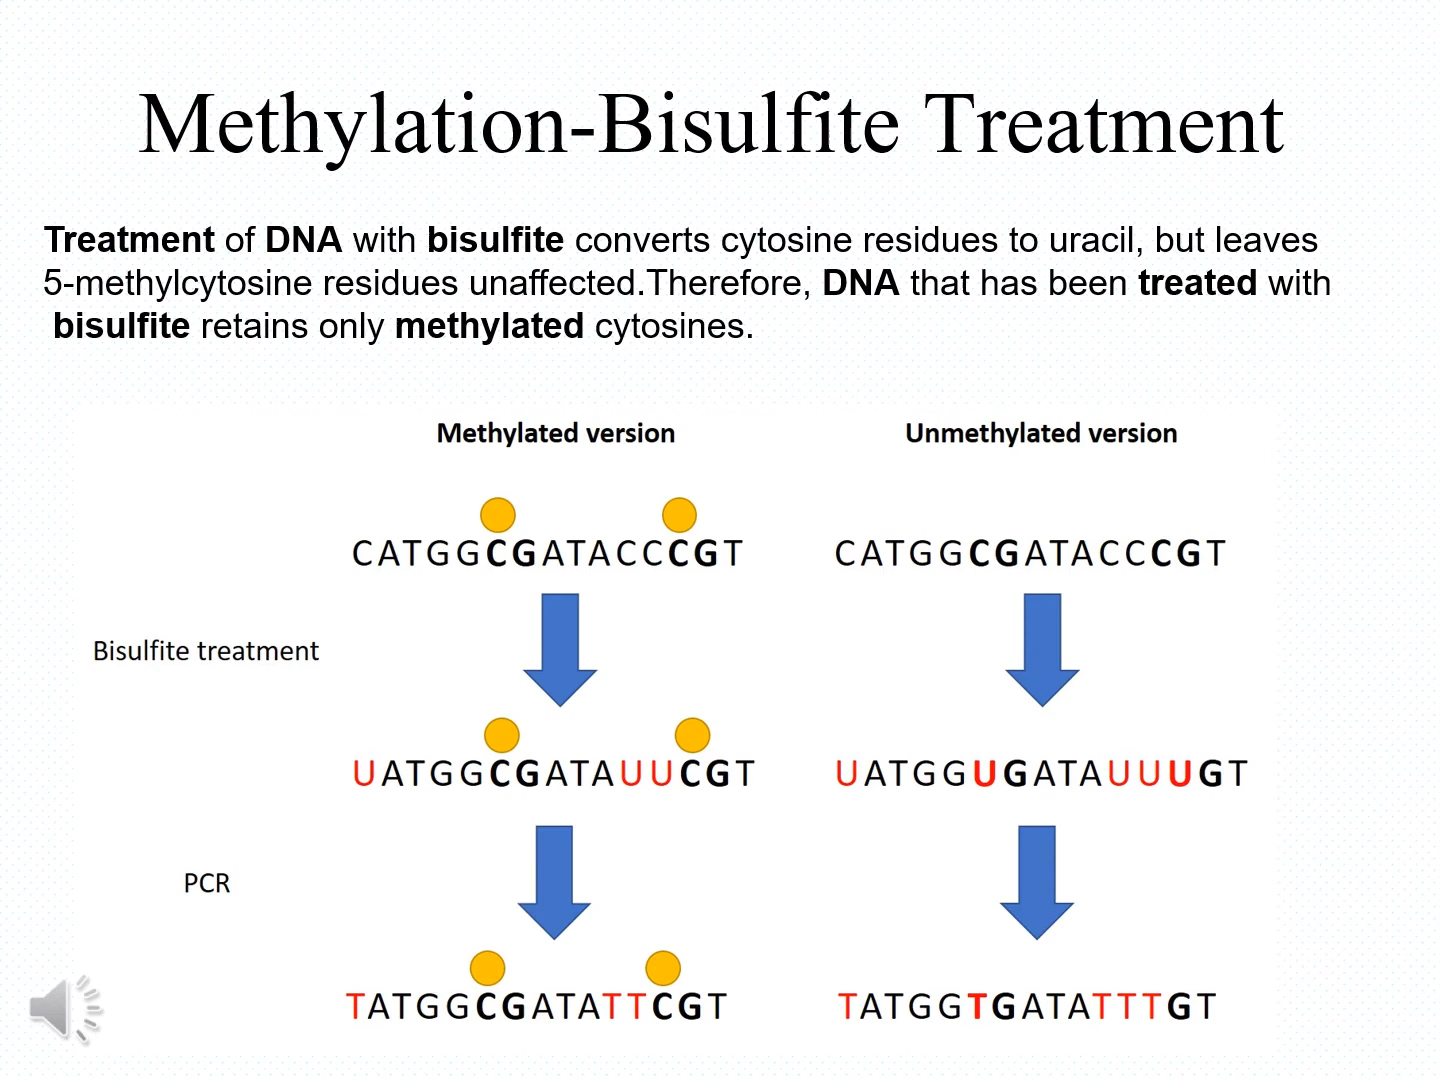 Methylation-Bisulfite Treatment
Treatment of DNA with bisulfite converts cytosine residues to uracil, but leaves
5-methylcytosine residues unaffected.Therefore, DNA that has been treated with
bisulfite retains only methylated cytosines.
Methylated version Unmethylated version
CATGGCGATACCCGT CATGGCGATACCCGT
Bisulfite treatment
UATGGCGATAUUCGT UATGGUGATAUUUGT
PCR
TATGGCGATATTCGT TATGGTGATATTTGT